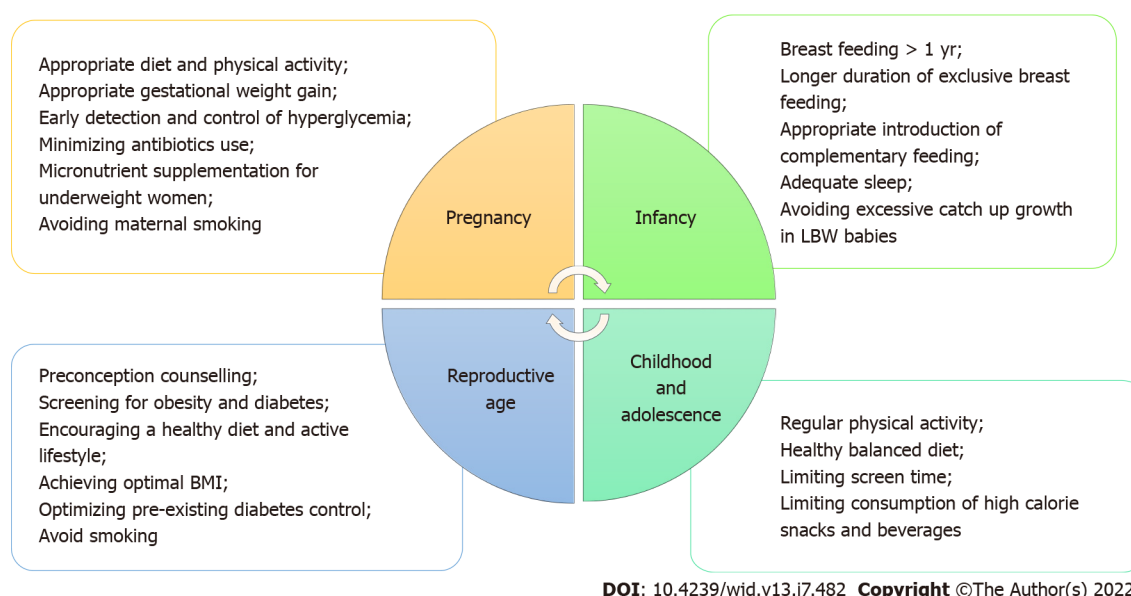 Appropriate diet and physical activity;
Appropriate gestational weight gain;
Early detection and control of hyperglycemia;
Minimizing antibiotics use;
Micronutrient supplementation for
underweight women;
Avoiding maternal smoking
Breast feeding > 1 yr;
Longer duration of exclusive breast
feeding;
Appropriate introduction of
complementary feeding;
Adequate sleep;
Avoiding excessive catch up growth
in LBW babies
Pregnancy
Infancy
Reproductive
age
Childhood
and
adolescence
Preconception counselling;
Screening for obesity and diabetes;
Encouraging a healthy diet and active
lifestyle;
Achieving optimal BMI;
Optimizing pre-existing diabetes control;
Avoid smoking
Regular physical activity;
Healthy balanced diet;
Limiting screen time;
Limiting consumption of high calorie
snacks and beverages
DOI: 10.4239/wjd.v13.i7.482 Copyright ©The Author(s) 2022